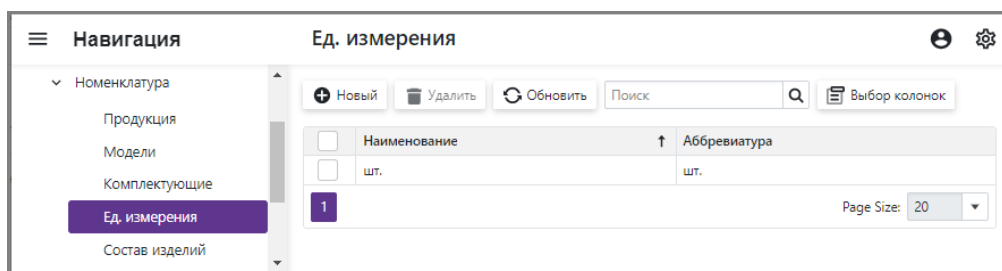 Навигация
Ед. измерения
Номенклатура
Продукция
Модели
Комплектующие
Ед. измерения
Состав изделий
Новый Удалить Обновить Поиск Выбор колонок
Наименование Аббревиатура
шт. шт.
1 Page Size: 20